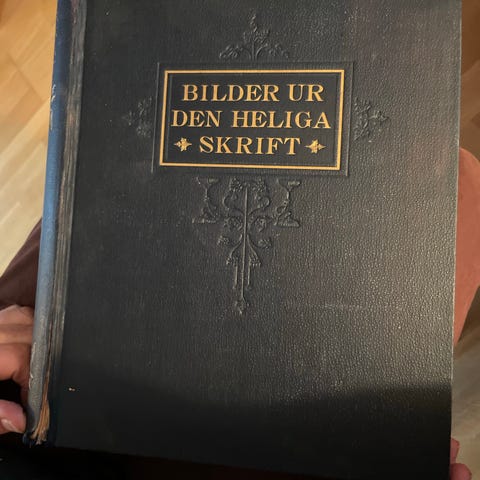 BILDER UR
DEN HELIGA
SKRIFT